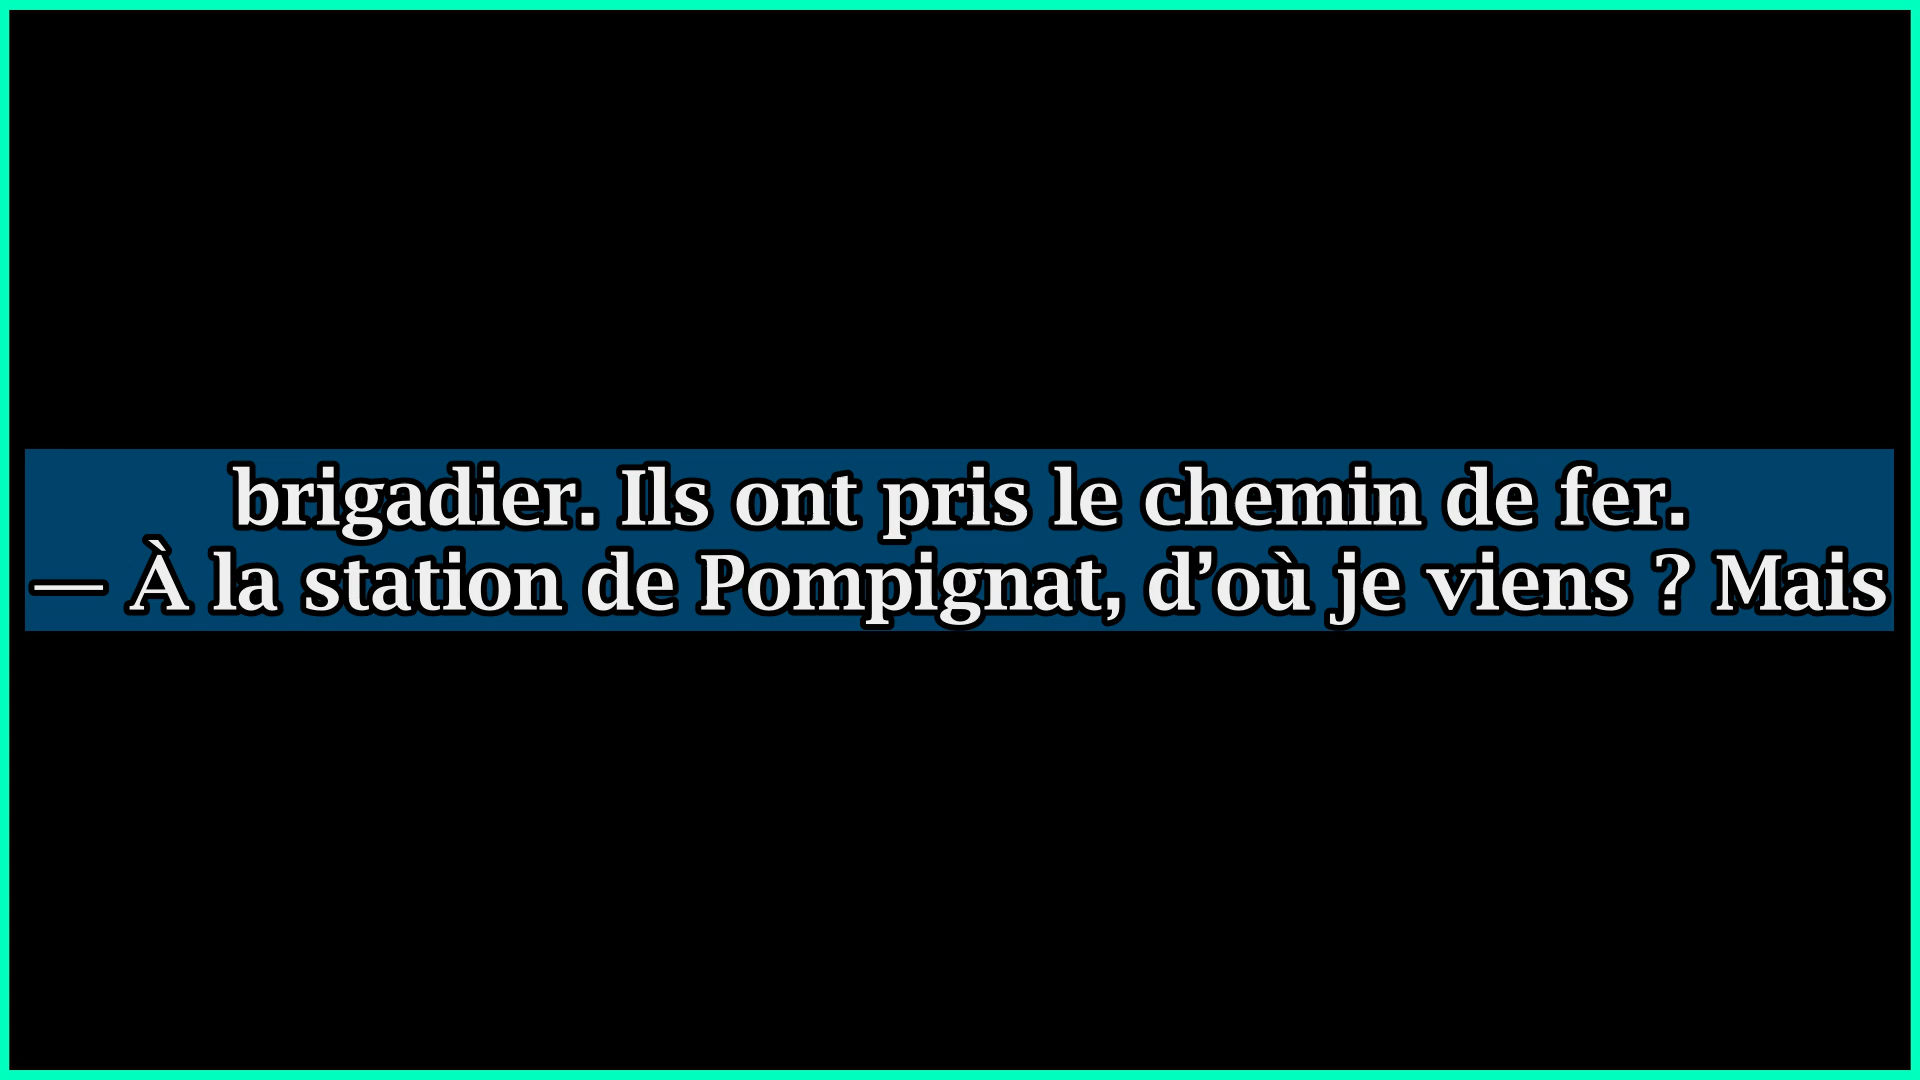 brigadier. Ils ont pris le chemin de fer.
— À la station de Pompignat, d’où je viens ? Mais